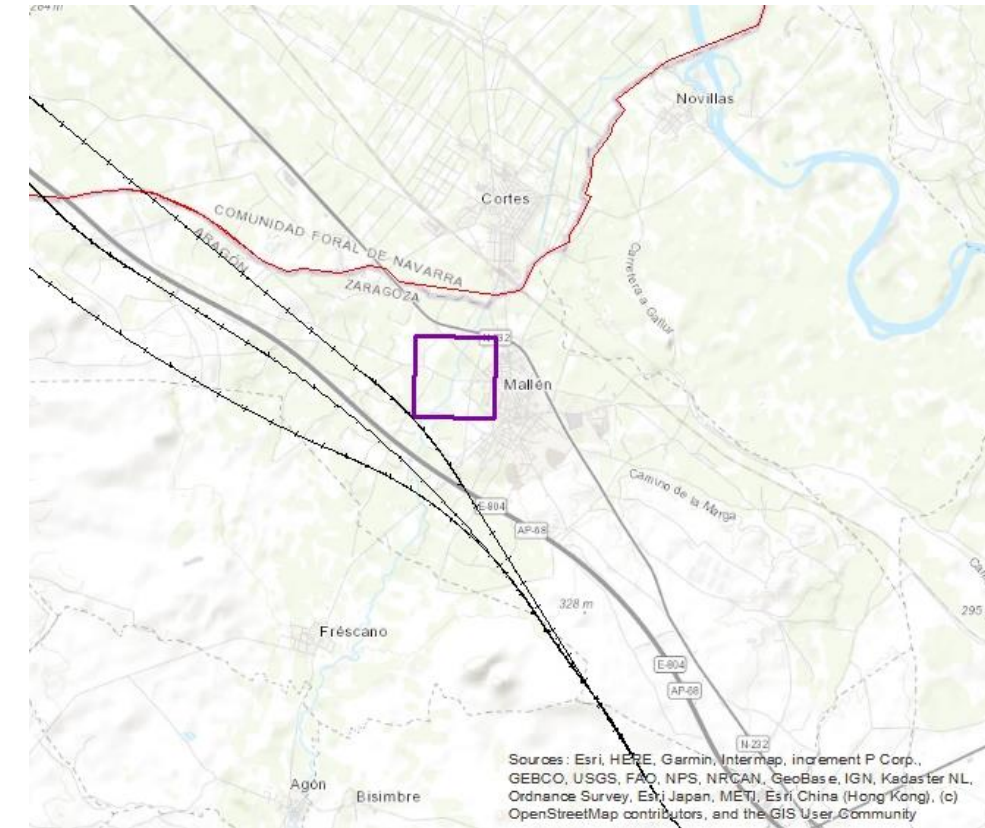 264 m
Novillas
Cortes
COMUNIDAD FORAL DE NAVARRA
ARAGÓN
ZARAGOZA
Carretera a Gallur
N-232
Mallén
Camino de la Marga
E-804
AP-68
328 m
295
Fréscano
E-804
AP-68
N-232
Agón
Bisimbre
Sources: Esri, HERE, Garmin, Intermap, increment P Corp.,
GEBCO, USGS, FAO, NPS, NRCAN, GeoBase, IGN, Kadaster NL,
Ordnance Survey, Esri Japan, METI, Esri China (Hong Kong), (c)
OpenStreetMap contributors, and the GIS User Community